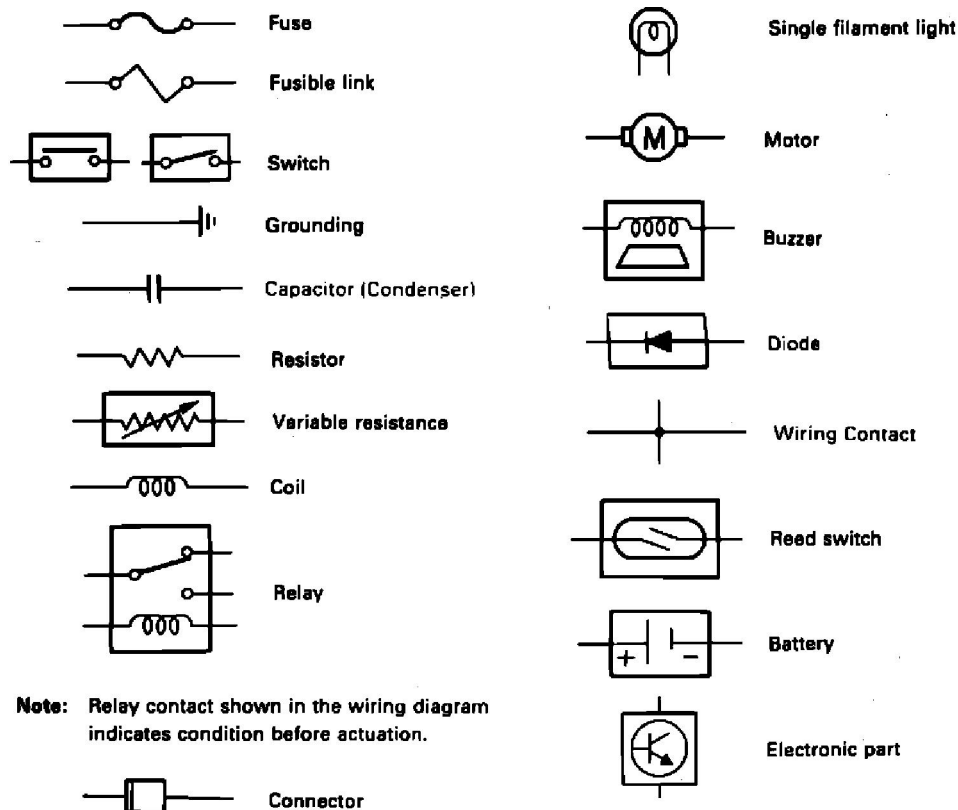 Fuse
Fusible link
Switch
Grounding
Capacitor (Condenser)
Resistor
Variable resistance
Coil
Relay
Note: Relay contact shown in the wiring diagram
indicates condition before actuation.
Connector
Single filament light
M
Motor
Buzzer
Diode
Wiring Contact
Reed switch
+ -
Battery
Electronic part